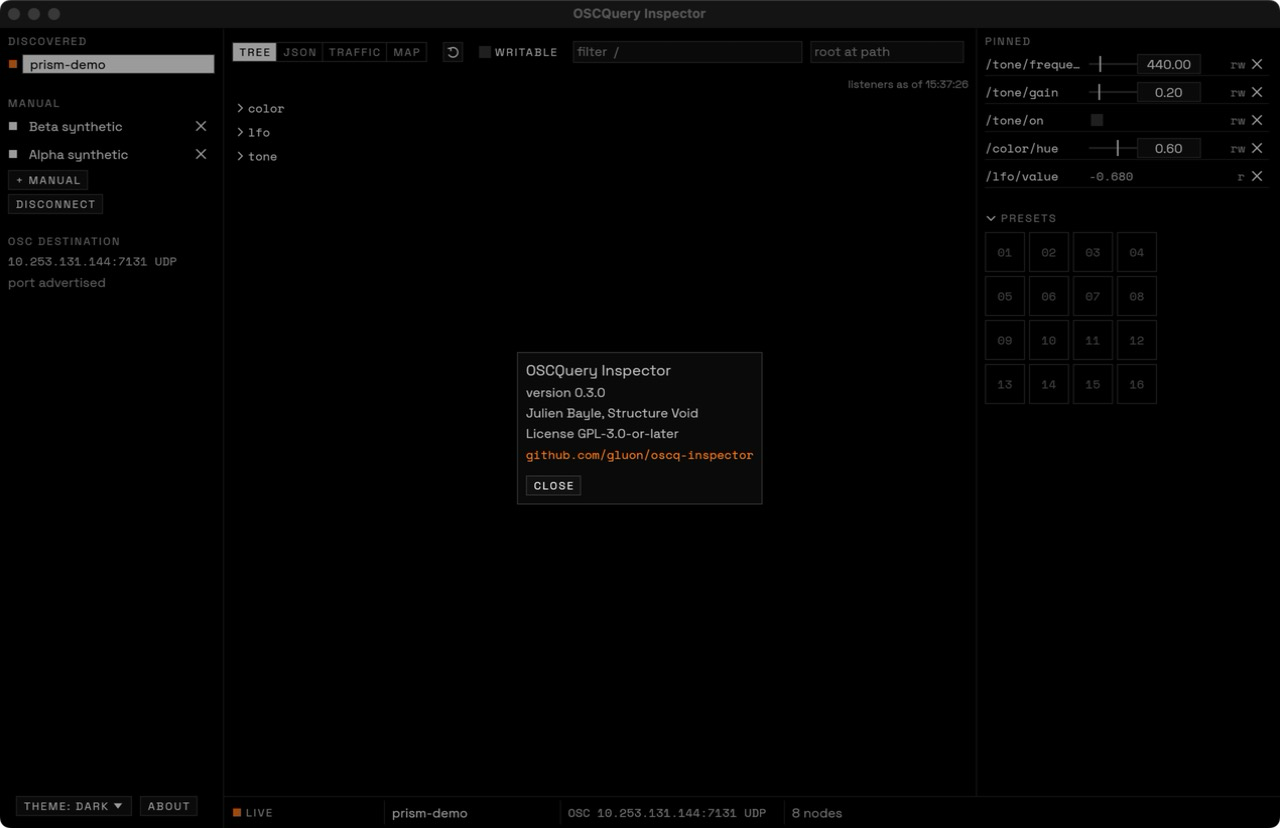 OSCQuery Inspector
DISCOVERED
prism-demo
MANUAL
Beta synthetic
Alpha synthetic
+ MANUAL
DISCONNECT
OSC DESTINATION
10.253.131.144:7131 UDP
port advertised
THEME: DARK
ABOUT
TREE JSON TRAFFIC MAP WRITABLE filter / root at path
listeners as of 15:37:26
color
lfo
tone
OSCQuery Inspector
version 0.3.0
Julien Bayle, Structure Void
License GPL-3.0-or-later
github.com/gluon/oscq-inspector
CLOSE
PINNED
/tone/freque… 440.00 rw
/tone/gain 0.20 rw
/tone/on rw
/color/hue 0.60 rw
/lfo/value -0.680 r
PRESETS
01 02 03 04
05 06 07 08
09 10 11 12
13 14 15 16
LIVE prism-demo OSC 10.253.131.144:7131 UDP 8 nodes